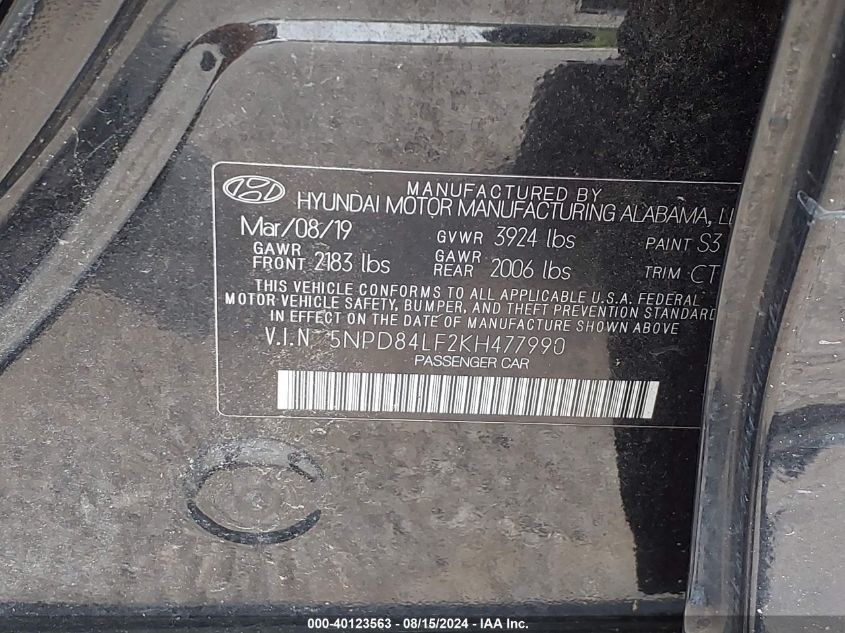 MANUFACTURED BY
HYUNDAI MOTOR MANUFACTURING ALABAMA,
Mar/08/19 GVWR 3924 lbs PAINT S3
GAWR FRONT 2183 lbs GAWR REAR 2006 lbs TRIM CT
THIS VEHICLE CONFORMS TO ALL APPLICABLE U.S.A. FEDERAL
MOTOR VEHICLE SAFETY, BUMPER, AND THEFT PREVENTION STANDARD
IN EFFECT ON THE DATE OF MANUFACTURE SHOWN ABOVE
V.I.N 5NPD84LF2KH477990
PASSENGER CAR
000-40123563 - 08/15/2024 - IAA Inc.